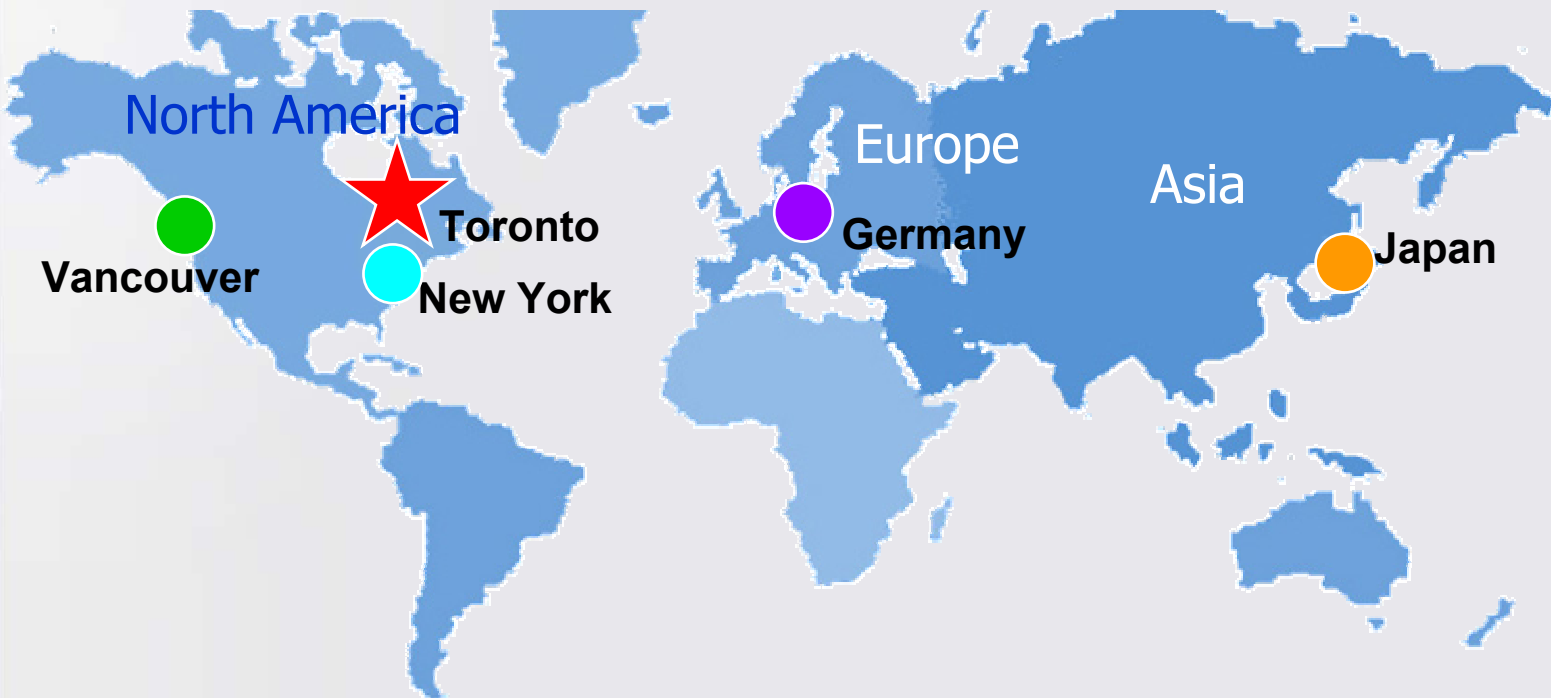 North America
Europe
Asia
Toronto
Germany
Japan
Vancouver
New York